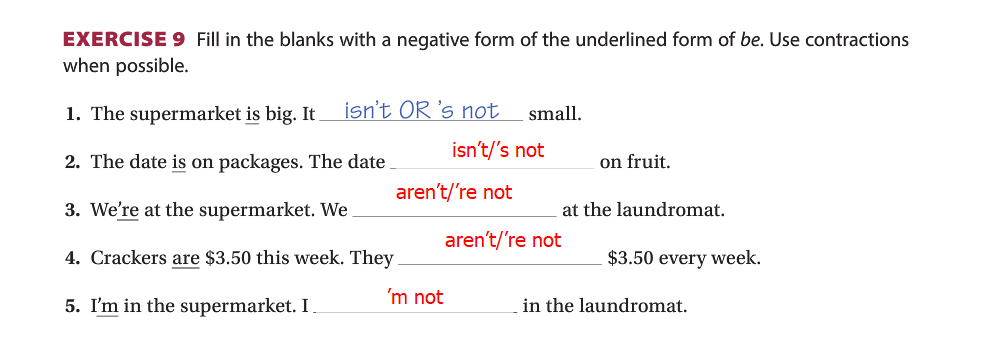 EXERCISE 9 Fill in the blanks with a negative form of the underlined form of be. Use contractions
when possible.
1. The supermarket is big. It isn't OR 's not small.
2. The date is on packages. The date isn't/'s not on fruit.
3. We're at the supermarket. We aren't/'re not at the laundromat.
4. Crackers are $3.50 this week. They aren't/'re not $3.50 every week.
5. I'm in the supermarket. I 'm not in the laundromat.